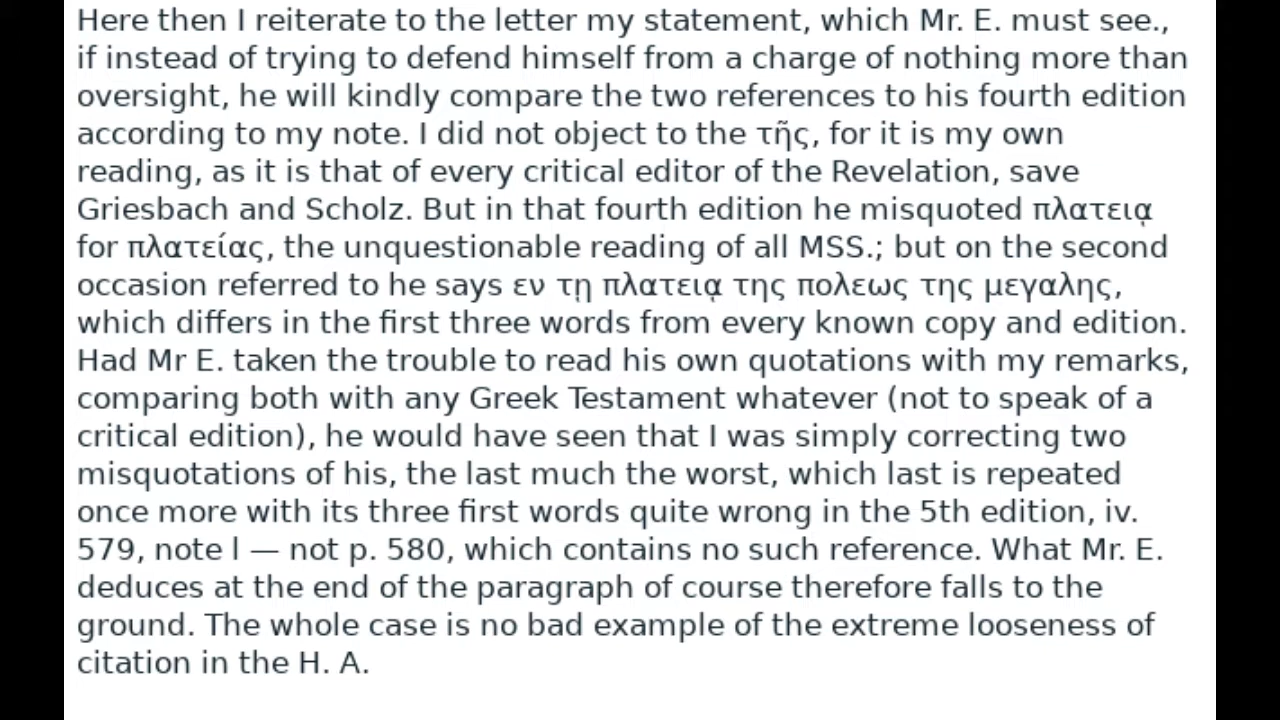 Here then I reiterate to the letter my statement, which Mr. E. must see.,
if instead of trying to defend himself from a charge of nothing more than
oversight, he will kindly compare the two references to his fourth edition
according to my note. I did not object to the τῆς, for it is my own
reading, as it is that of every critical editor of the Revelation, save
Griesbach and Scholz. But in that fourth edition he misquoted πλατειᾳ
for πλατείας, the unquestionable reading of all MSS.; but on the second
occasion referred to he says εν τῃ πλατειᾳ της πολεως της μεγαλης,
which differs in the first three words from every known copy and edition.
Had Mr E. taken the trouble to read his own quotations with my remarks,
comparing both with any Greek Testament whatever (not to speak of a
critical edition), he would have seen that I was simply correcting two
misquotations of his, the last much the worst, which last is repeated
once more with its three first words quite wrong in the 5th edition, iv.
579, note l — not p. 580, which contains no such reference. What Mr. E.
deduces at the end of the paragraph of course therefore falls to the
ground. The whole case is no bad example of the extreme looseness of
citation in the H. A.